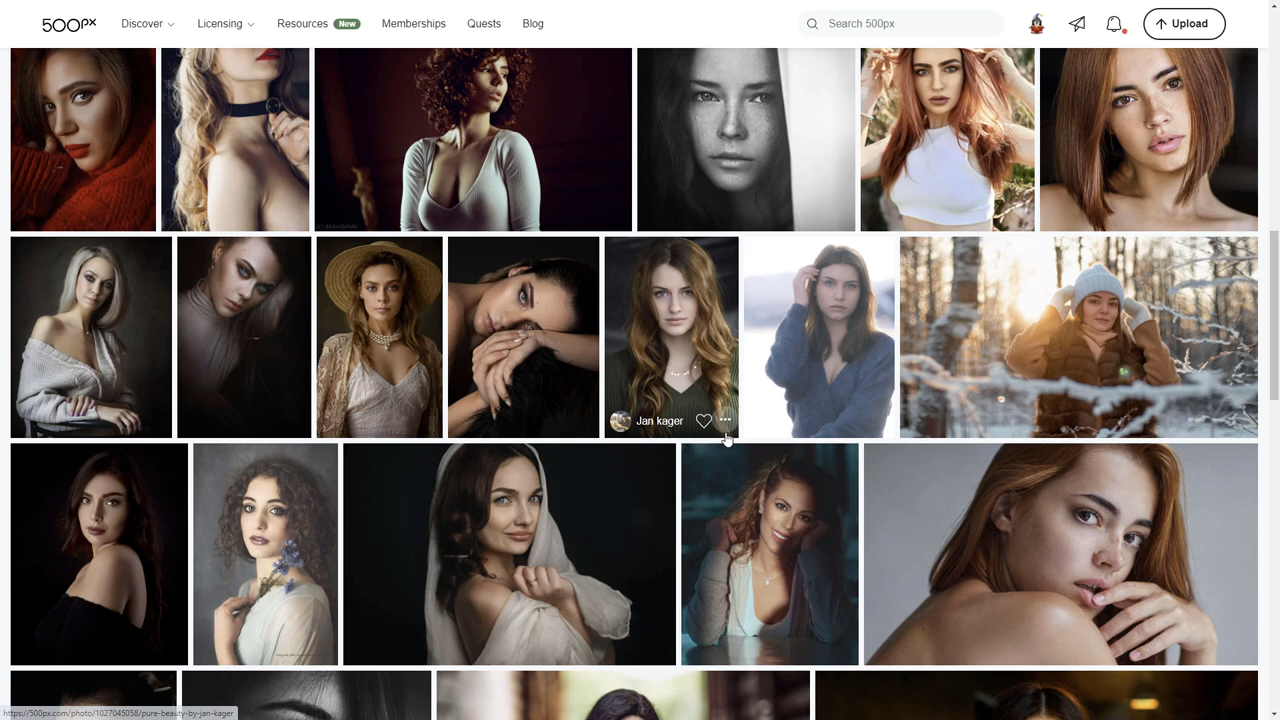 500px
Discover
Licensing
Resources New
Memberships
Quests
Blog
Search 500px
Upload
Jan kager
https://500px.com/photo/1027045058/pure-beauty-by-jan-kager